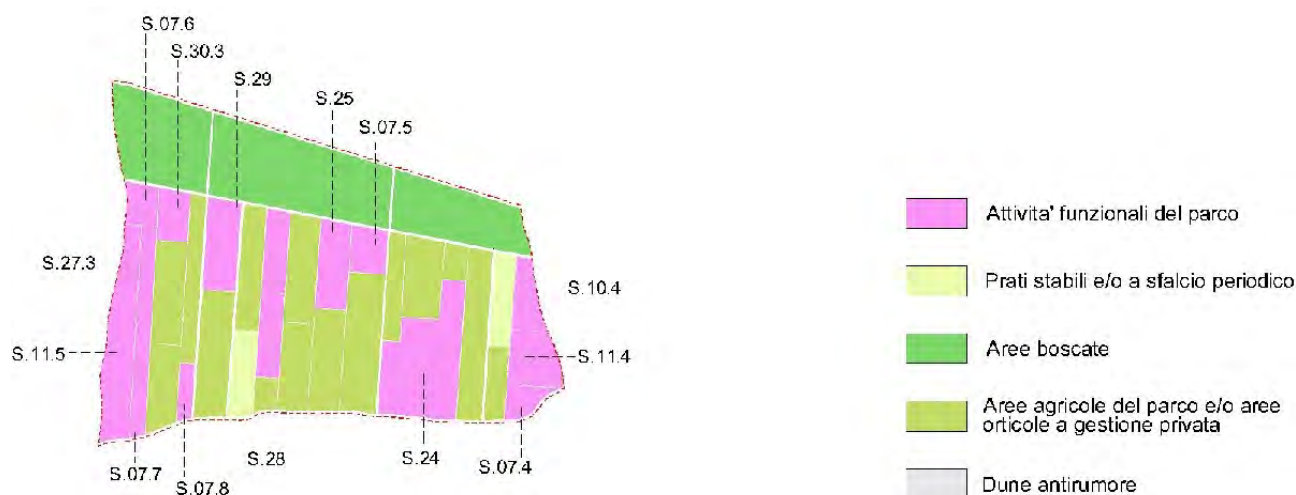 S.07.6
S.30.3
S.29
S.25
S.07.5
S.27.3
S.10.4
S.11.5
S.11.4
S.07.7
S.07.8
S.28
S.24
S.07.4
Attivita' funzionali del parco
Prati stabili e/o a sfalcio periodico
Aree boscate
Aree agricole del parco e/o aree
orticole a gestione privata
Dune antirumore